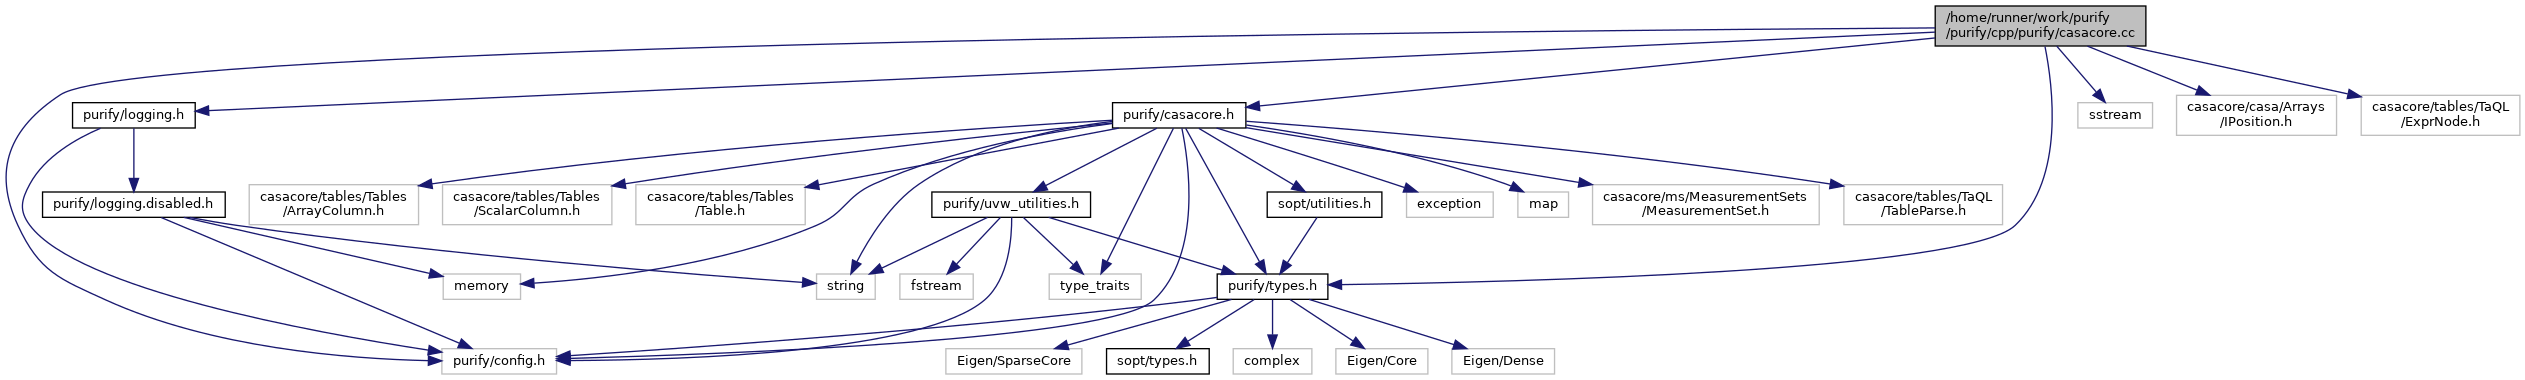 /home/runner/work/purify
/purify/cpp/purify/casacore.cc
purify/logging.h
purify/casacore.h
sstream
casacore/casa/Arrays
/IPosition.h
casacore/tables/TaQL
/ExprNode.h
purify/logging.disabled.h
casacore/tables/Tables
/ArrayColumn.h
casacore/tables/Tables
/ScalarColumn.h
casacore/tables/Tables
/Table.h
purify/uvw_utilities.h
sopt/utilities.h
exception
map
casacore/ms/MeasurementSets
/MeasurementSet.h
casacore/tables/TaQL
/TableParse.h
memory
string
fstream
type_traits
purify/types.h
purify/config.h
Eigen/SparseCore
sopt/types.h
complex
Eigen/Core
Eigen/Dense